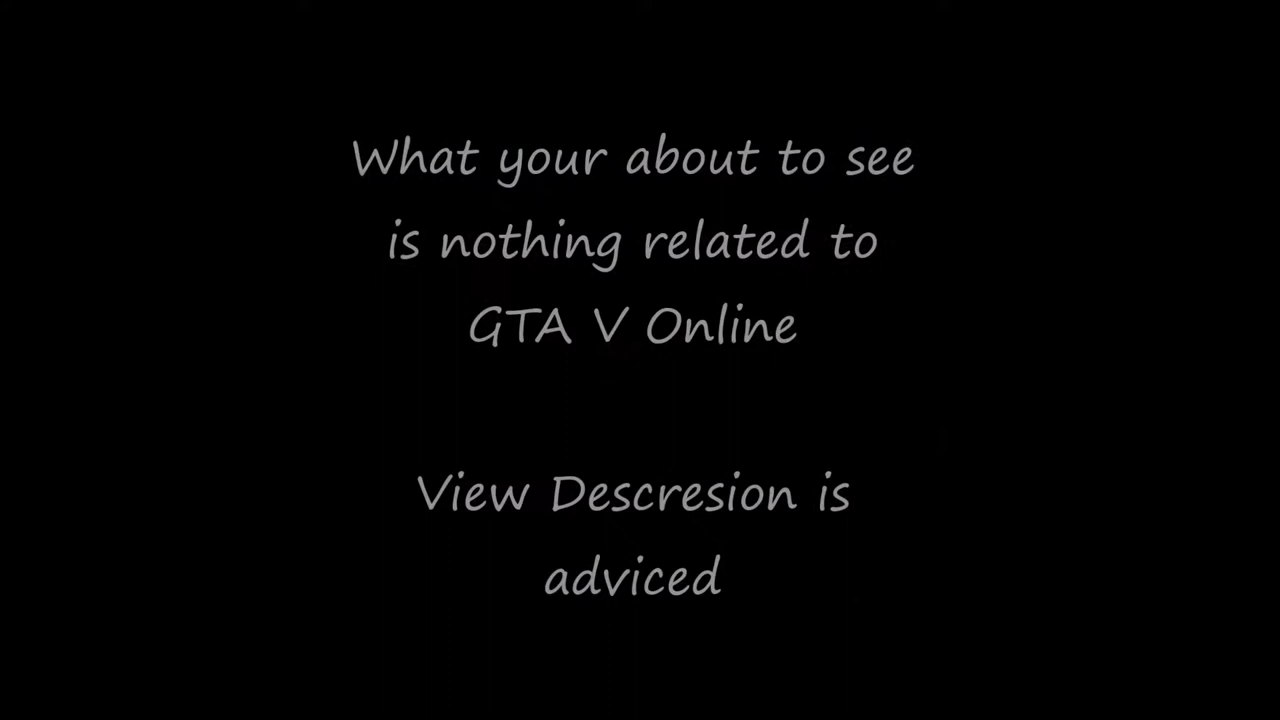 What your about to see
is nothing related to
GTA V Online
View Descresion is
adviced